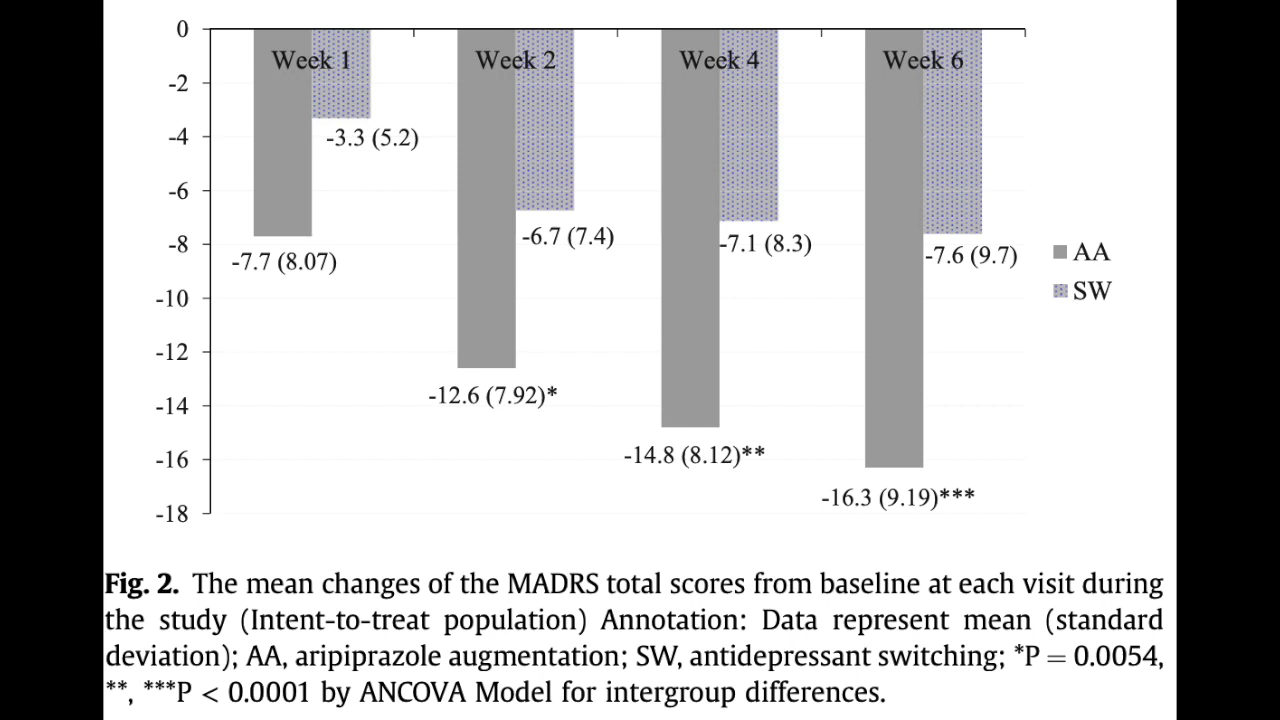 0
-2
-4
-6
-8
-10
-12
-14
-16
-18
Week 1
Week 2
Week 4
Week 6
-3.3 (5.2)
-7.7 (8.07)
-6.7 (7.4)
-12.6 (7.92)*
-7.1 (8.3)
-14.8 (8.12)**
-7.6 (9.7)
-16.3 (9.19)***
AA
SW
Fig. 2. The mean changes of the MADRS total scores from baseline at each visit during
the study (Intent-to-treat population) Annotation: Data represent mean (standard
deviation); AA, aripiprazole augmentation; SW, antidepressant switching; *P = 0.0054,
**, ***P < 0.0001 by ANCOVA Model for intergroup differences.